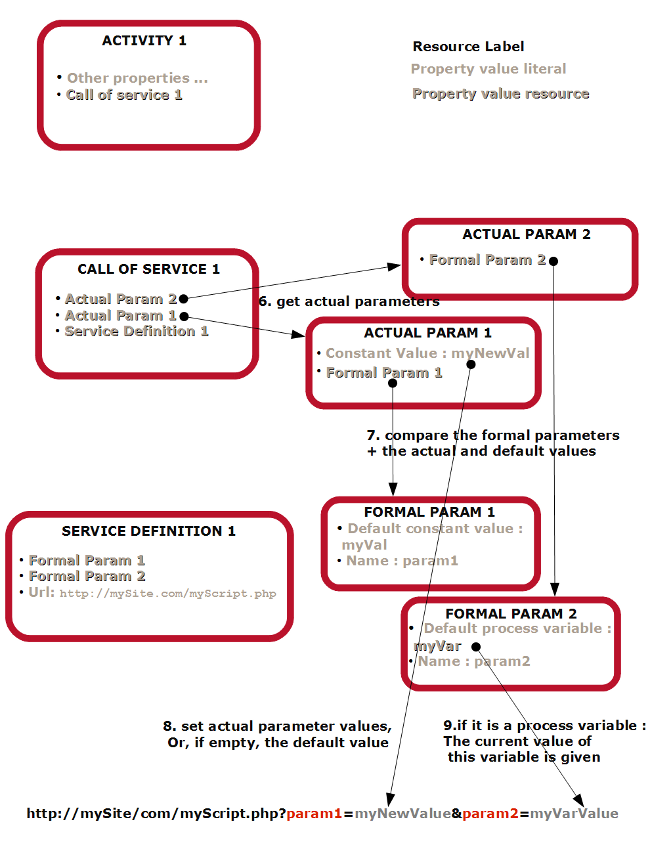 ACTIVITY 1
• Other properties ...
• Call of service 1
Resource Label
Property value literal
Property value resource
ACTUAL PARAM 2
• Formal Param 2
CALL OF SERVICE 1
• Actual Param 2
• Actual Param 1
• Service Definition 1
6. get actual parameters
ACTUAL PARAM 1
• Constant Value : myNewVal
• Formal Param 1
7. compare the formal parameters
+ the actual and default values
FORMAL PARAM 1
• Default constant value :
myVal
• Name : param1
SERVICE DEFINITION 1
• Formal Param 1
• Formal Param 2
• Url: http://mySite.com/myScript.php
FORMAL PARAM 2
• Default process variable :
myVar
• Name : param2
8. set actual parameter values,
Or, if empty, the default value
9.if it is a process variable :
The current value of
this variable is given
http://mySite/com/myScript.php?param1=myNewValue&param2=myVarValue